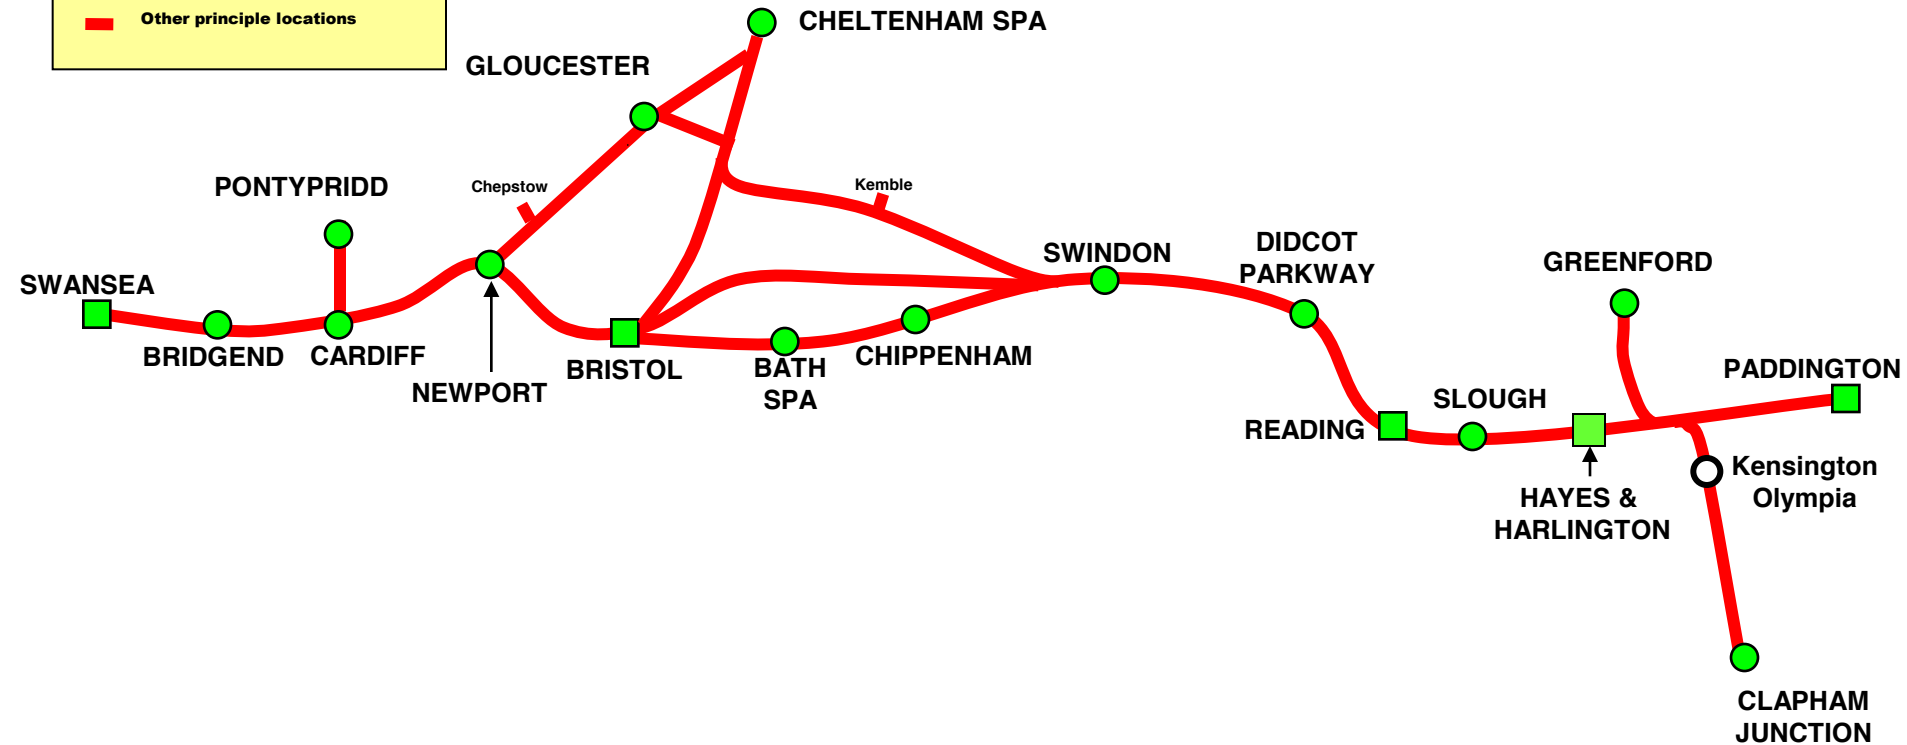 Other principle locations
CHELTENHAM SPA
GLOUCESTER
PONTYPRIDD
Chepstow
Kemble
SWANSEA
SWINDON
DIDCOT
PARKWAY
GREENFORD
BRIDGEND
CARDIFF
NEWPORT
BRISTOL
BATH
SPA
CHIPPENHAM
READING
SLOUGH
PADDINGTON
HAYES &
HARLINGTON
Kensington
Olympia
CLAPHAM
JUNCTION